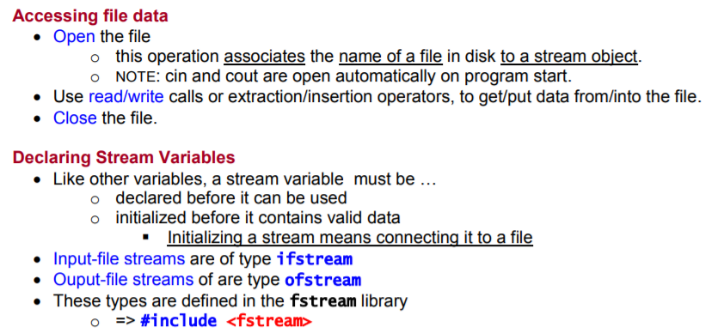 Accessing file data
• Open the file
o this operation associates the name of a file in disk to a stream object.
o NOTE: cin and cout are open automatically on program start.
• Use read/write calls or extraction/insertion operators, to get/put data from/into the file.
• Close the file.
Declaring Stream Variables
• Like other variables, a stream variable must be …
o declared before it can be used
o initialized before it contains valid data
▪ Initializing a stream means connecting it to a file
• Input-file streams are of type ifstream
• Ouput-file streams of are type ofstream
• These types are defined in the fstream library
o => #include <fstream>